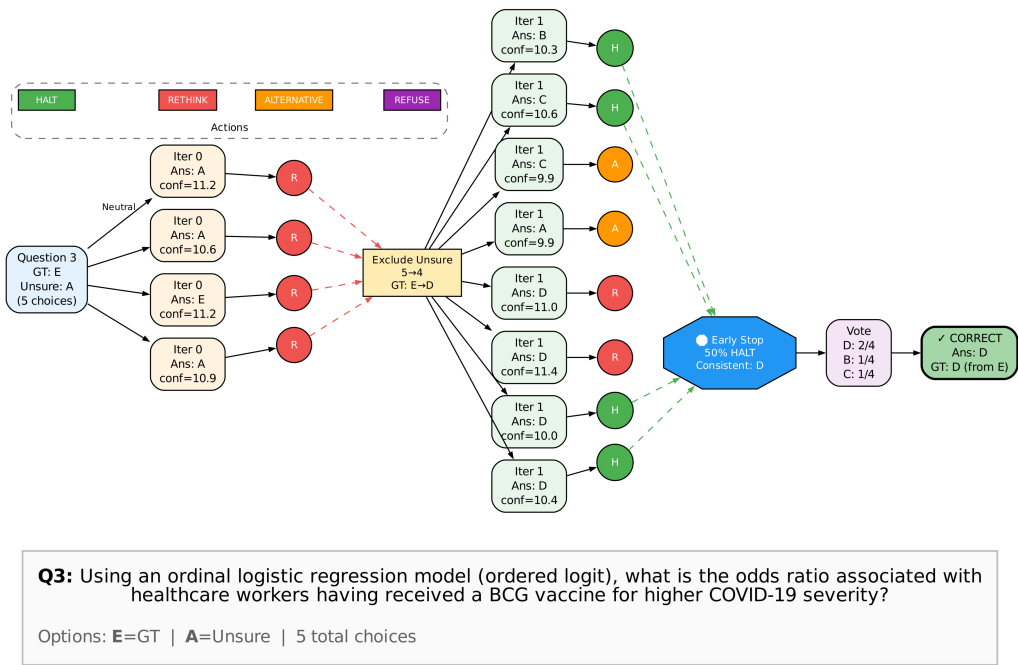 HALT
RETHINK
ALTERNATIVE
REFUSE
Actions
Question 3
GT: E
Unsure: A
(5 choices)
Neutral
Iter 0
Ans: A
conf=11.2
R
Iter 0
Ans: A
conf=10.6
R
Iter 0
Ans: E
conf=11.2
R
Iter 0
Ans: A
conf=10.9
R
Exclude Unsure
5→4
GT: E→D
Iter 1
Ans: B
conf=10.3
H
Iter 1
Ans: C
conf=10.6
H
Iter 1
Ans: C
conf=9.9
A
Iter 1
Ans: A
conf=9.9
A
Iter 1
Ans: D
conf=11.0
R
Iter 1
Ans: D
conf=11.4
R
Iter 1
Ans: D
conf=10.0
H
Iter 1
Ans: D
conf=10.4
H
Early Stop
50% HALT
Consistent: D
Vote
D: 2/4
B: 1/4
C: 1/4
✓ CORRECT
Ans: D
GT: D (from E)
Q3: Using an ordinal logistic regression model (ordered logit), what is the odds ratio associated with
healthcare workers having received a BCG vaccine for higher COVID-19 severity?
Options: E=GT | A=Unsure | 5 total choices